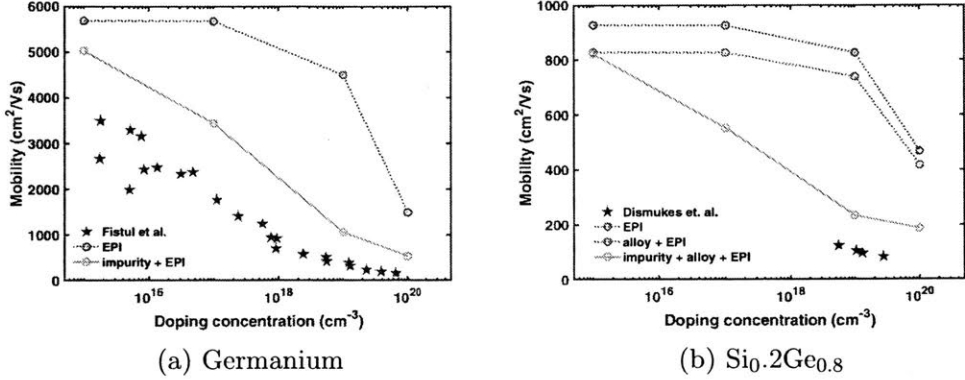 Mobility (cm²/Vs)
6000
5000
4000
3000
2000
1000
0
Fistul et al.
EPI
impurity + EPI
10¹⁶
10¹⁸
10²⁰
Doping concentration (cm⁻³)
(a) Germanium
Mobility (cm²/Vs)
1000
800
600
400
200
0
Dismukes et. al.
EPI
alloy + EPI
impurity + alloy + EPI
10¹⁶
10¹⁸
10²⁰
Doping concentration (cm⁻³)
(b) Si₀.2Ge₀.₈